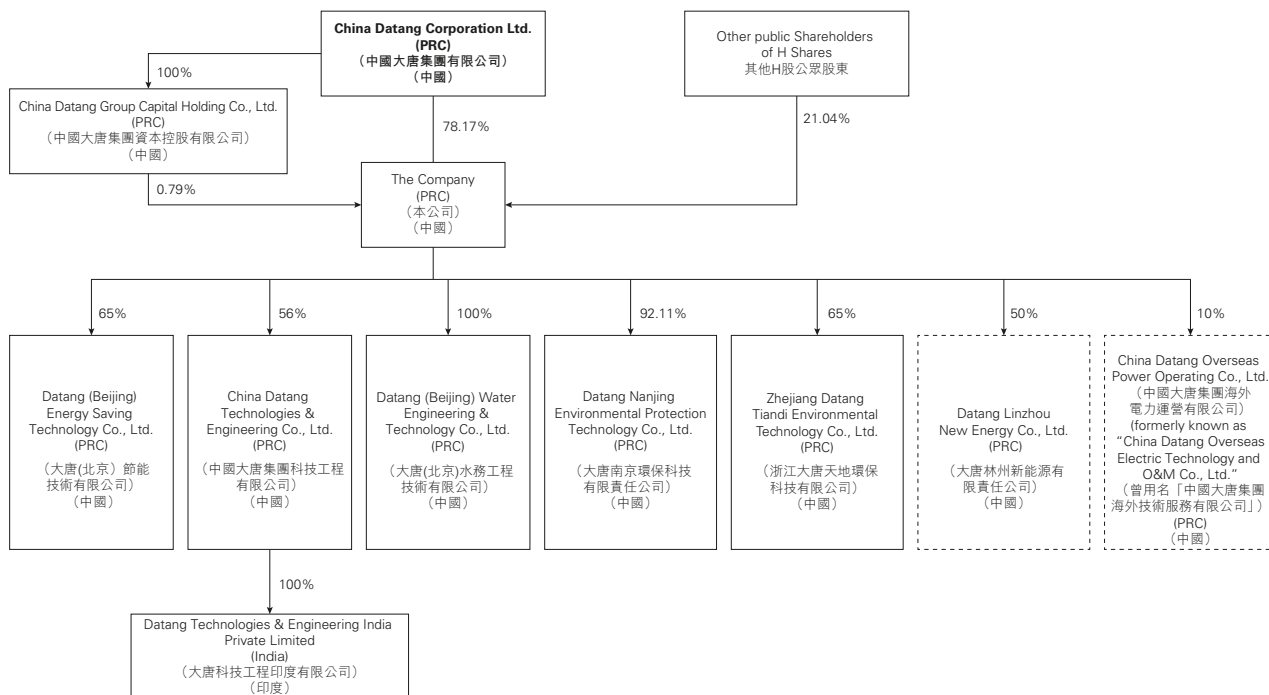 China Datang Corporation Ltd.
(PRC)
（中國大唐集團有限公司）
（中國）
Other public Shareholders
of H Shares
其他H股公眾股東
100%
China Datang Group Capital Holding Co., Ltd.
(PRC)
（中國大唐集團資本控股有限公司）
（中國）
78.17%
21.04%
0.79%
The Company
(PRC)
（本公司）
（中國）
65%
56%
100%
92.11%
65%
50%
10%
Datang (Beijing)
Energy Saving
Technology Co., Ltd.
(PRC)
（大唐(北京）節能
技術有限公司）
（中國）
China Datang
Technologies &
Engineering Co., Ltd.
(PRC)
（中國大唐集團科技工程
有限公司）
（中國）
Datang (Beijing) Water
Engineering &
Technology Co., Ltd.
(PRC)
（大唐(北京)水務工程
技術有限公司）
（中國）
Datang Nanjing
Environmental Protection
Technology Co., Ltd.
(PRC)
（大唐南京環保科技
有限責任公司）
（中國）
Zhejiang Datang
Tiandi Environmental
Technology Co., Ltd.
(PRC)
（浙江大唐天地環保
科技有限公司）
（中國）
Datang Linzhou
New Energy Co., Ltd.
(PRC)
（大唐林州新能源有
限責任公司）
（中國）
China Datang Overseas
Power Operating Co., Ltd.
（中國大唐集團海外
電力運營有限公司）
(formerly known as
“China Datang Overseas
Electric Technology and
O&M Co., Ltd.”
（曾用名「中國大唐集團
海外技術服務有限公司」）
(PRC)
（中國）
100%
Datang Technologies & Engineering India
Private Limited
(India)
（大唐科技工程印度有限公司）
（印度）